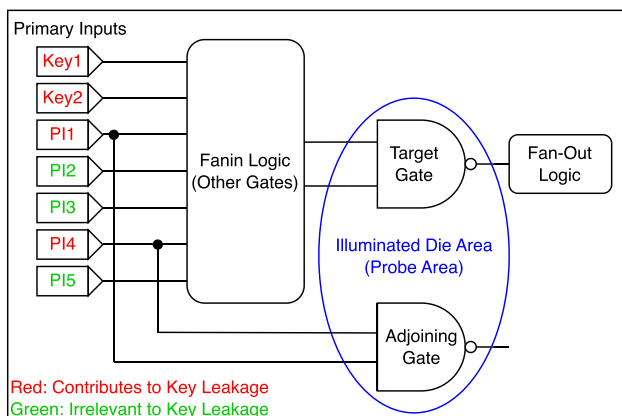 Primary Inputs
Key1
Key2
PI1
PI2
PI3
PI4
PI5
Fanin Logic
(Other Gates)
Target
Gate
Fan-Out
Logic
Illuminated Die Area
(Probe Area)
Adjoining
Gate
Red: Contributes to Key Leakage
Green: Irrelevant to Key Leakage